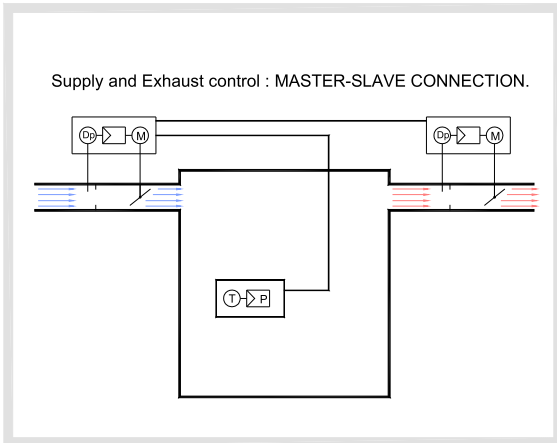 Supply and Exhaust control : MASTER-SLAVE CONNECTION.
Dp M
Dp M
T P